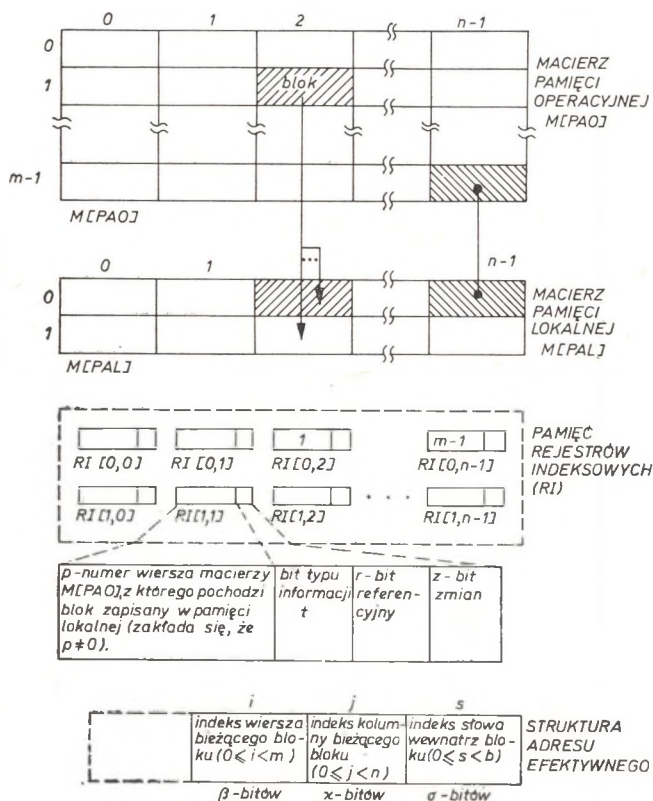 0 1 2 n-1
0
1
blok
MACIERZ
PAMIĘCI
OPERACYJNEJ
M[PAO]
m-1
M[PAO]
0 1 n-1
0
1
MACIERZ
PAMIĘCI
LOKALNEJ
M[PAL]
M[PAL]
1 m-1
RI [0,0] RI [0,1] RI [0,2] RI [0,n-1]
RI[1,0] RI[1,1] RI[1,2] . . . RI[1,n-1]
PAMIĘĆ
REJESTRÓW
INDEKSOWYCH
(RI)
p-numer wiersza macierzy
M[PAO], z którego pochodzi
blok zapisany w pamięci
lokalnej (zakłada się, że
p≠0).
bit typu
informacji
t
r-bit
referen-
cyjny
z-bit
zmian
i j s
indeks wiersza
bieżącego blo-
ku (0⩽i<m)
indeks kolum-
ny bieżącego
bloku
(0⩽j<n)
indeks słowa
wewnatrz blo-
ku(0⩽s<b)
STRUKTURA
ADRESU
EFEKTYWNEGO
β-bitów ϰ-bitów σ-bitów